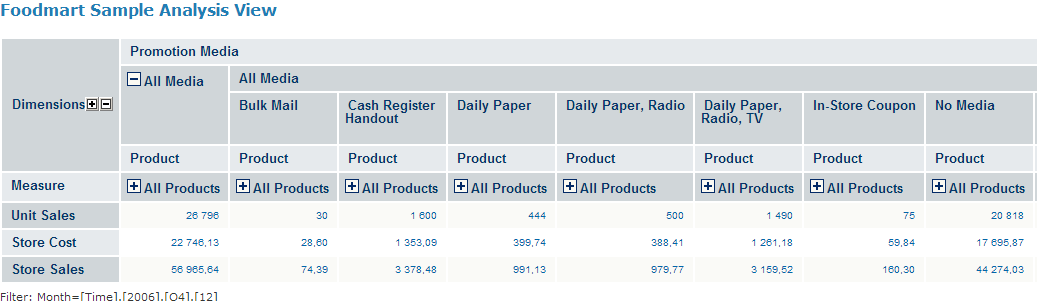 Foodmart Sample Analysis View
Dimensions
Promotion Media
All Media
All Media
Bulk Mail
Cash Register Handout
Daily Paper
Daily Paper, Radio
Daily Paper, Radio, TV
In-Store Coupon
No Media
Product Product Product Product Product Product Product Product
Measure All Products All Products All Products All Products All Products All Products All Products All Products
Unit Sales 26 796 30 1 600 444 500 1 490 75 20 818
Store Cost 22 746,13 28,60 1 353,09 399,74 388,41 1 261,18 59,84 17 695,87
Store Sales 56 965,64 74,39 3 378,48 991,13 979,77 3 159,52 160,30 44 274,03
Filter: Month=[Time].[2006].[Q4].[12]